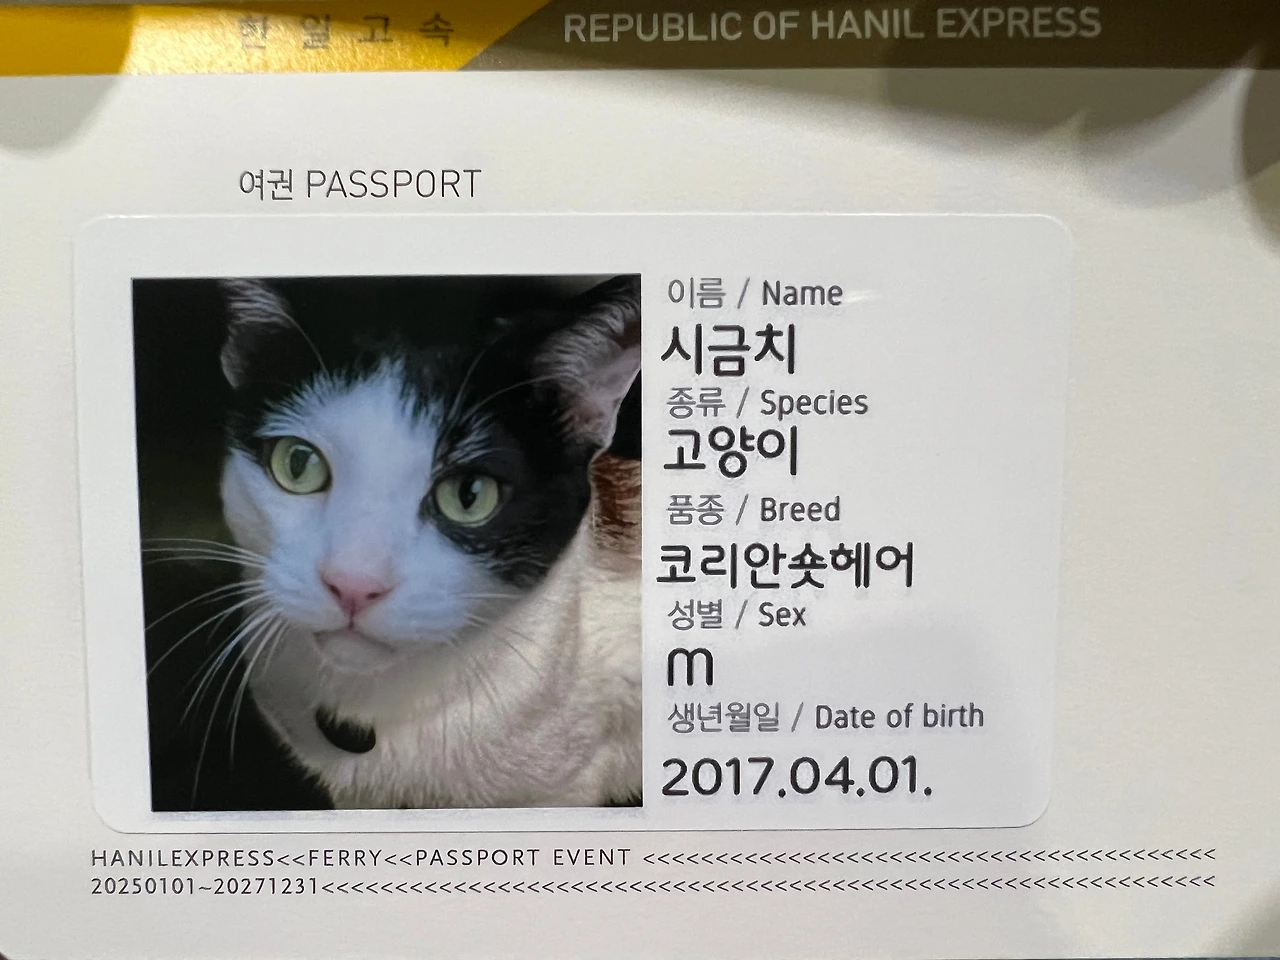 한일고속 REPUBLIC OF HANIL EXPRESS
여권 PASSPORT
이름 / Name
시금치
종류 / Species
고양이
품종 / Breed
코리안숏헤어
성별 / Sex
m
생년월일 / Date of birth
2017.04.01.
HANILEXPRESS<<FERRY<<PASSPORT EVENT <<<<<<<<<<<<<<<<<<<<<<<<<<<<<<<<<<<<<<<
20250101~20271231<<<<<<<<<<<<<<<<<<<<<<<<<<<<<<<<<<<<<<<<<<<<<<<<<<<<<<<<<<<<<